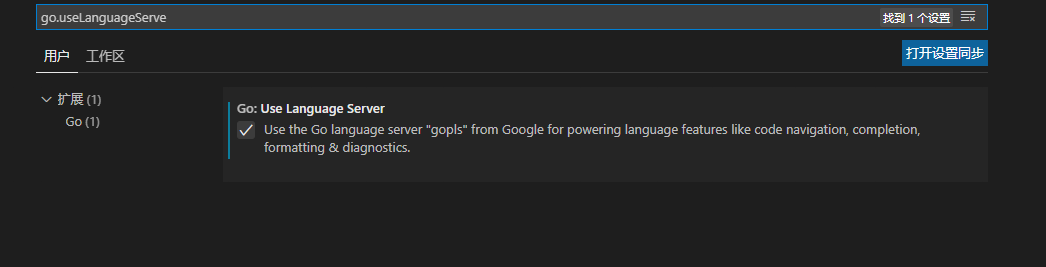 go.useLanguageServe
找到 1 个设置
用户
工作区
打开设置同步
扩展 (1)
Go (1)
Go: Use Language Server
Use the Go language server "gopls" from Google for powering language features like code navigation, completion,
formatting & diagnostics.